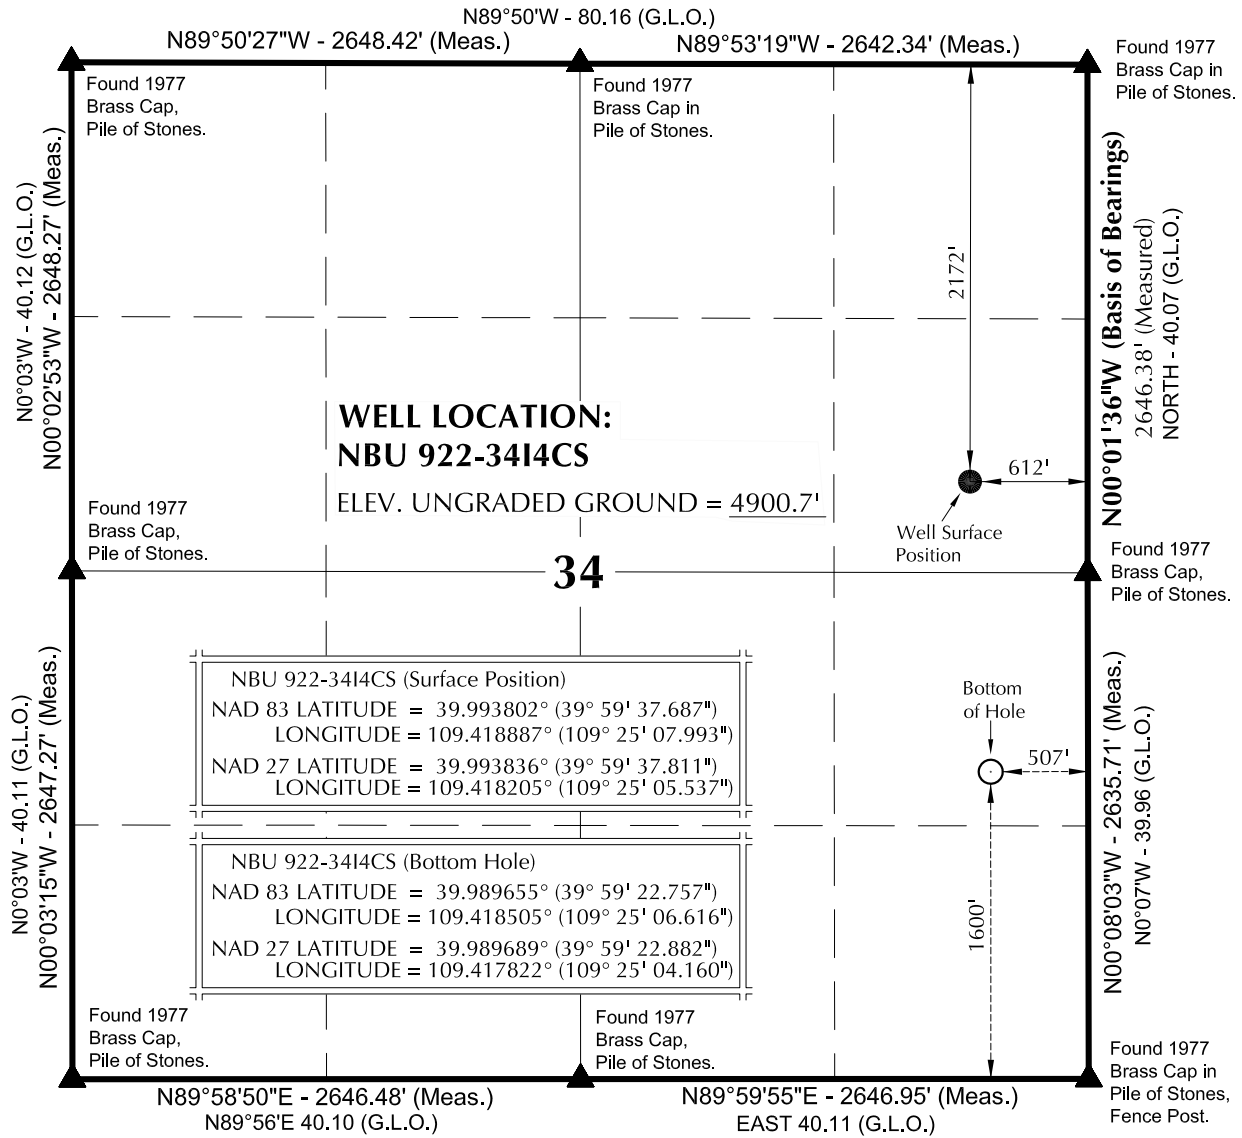 N89°50'W - 80.16 (G.L.O.)
N89°50'27"W - 2648.42' (Meas.)
N89°53'19"W - 2642.34' (Meas.)
Found 1977
Brass Cap,
Pile of Stones.
Found 1977
Brass Cap in
Pile of Stones.
Found 1977
Brass Cap in
Pile of Stones.
N0°03'W - 40.12 (G.L.O.)
N00°02'53"W - 2648.27' (Meas.)
2172'
N00°01'36"W (Basis of Bearings)
2646.38' (Measured)
NORTH - 40.07 (G.L.O.)
WELL LOCATION:
NBU 922-34I4CS
ELEV. UNGRADED GROUND = 4900.7'
612'
Well Surface
Position
Found 1977
Brass Cap,
Pile of Stones.
34
Found 1977
Brass Cap,
Pile of Stones.
N0°03'W - 40.11 (G.L.O.)
N00°03'15"W - 2647.27' (Meas.)
NBU 922-34I4CS (Surface Position)
NAD 83 LATITUDE = 39.993802° (39° 59' 37.687")
LONGITUDE = 109.418887° (109° 25' 07.993")
NAD 27 LATITUDE = 39.993836° (39° 59' 37.811")
LONGITUDE = 109.418205° (109° 25' 05.537")
NBU 922-34I4CS (Bottom Hole)
NAD 83 LATITUDE = 39.989655° (39° 59' 22.757")
LONGITUDE = 109.418505° (109° 25' 06.616")
NAD 27 LATITUDE = 39.989689° (39° 59' 22.882")
LONGITUDE = 109.417822° (109° 25' 04.160")
Bottom
of Hole
507'
1600'
N00°08'03"W - 2635.71' (Meas.)
N0°07'W - 39.96 (G.L.O.)
Found 1977
Brass Cap,
Pile of Stones.
Found 1977
Brass Cap,
Pile of Stones.
Found 1977
Brass Cap in
Pile of Stones,
Fence Post.
N89°58'50"E - 2646.48' (Meas.)
N89°56'E 40.10 (G.L.O.)
N89°59'55"E - 2646.95' (Meas.)
EAST 40.11 (G.L.O.)